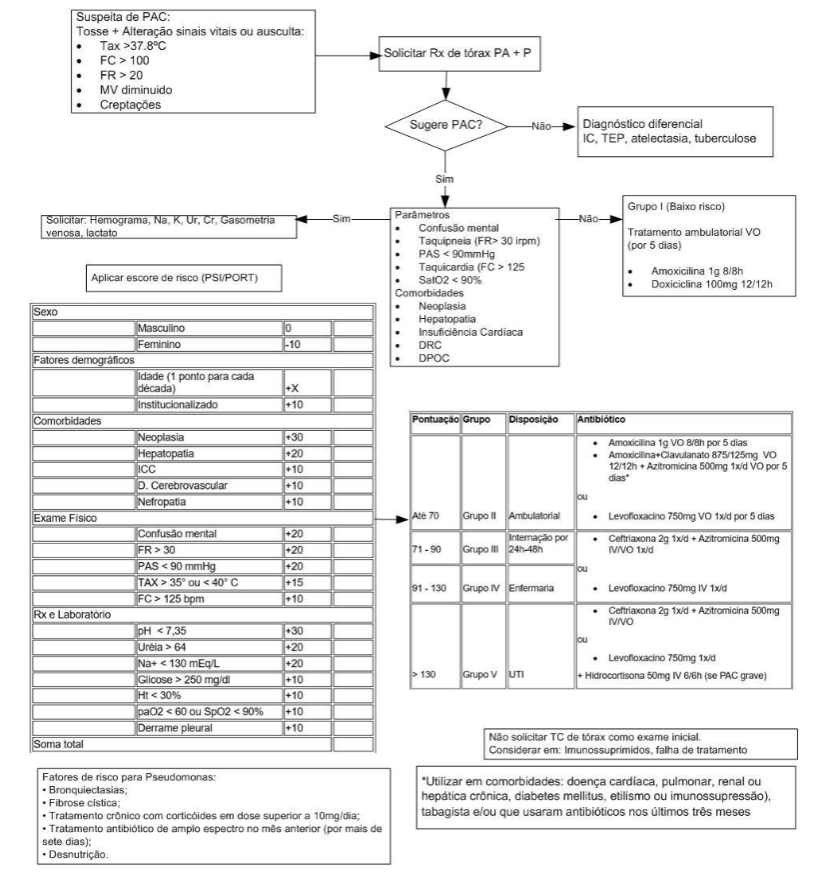 Suspeita de PAC:
Tosse + Alteração sinais vitais ou ausculta:
• Tax >37.8ºC
• FC > 100
• FR > 20
• MV diminuido
• Creptações
Solicitar Rx de tórax PA + P
Sugere PAC?
Não
Diagnóstico diferencial
IC, TEP, atelectasia, tuberculose
Sim
Solicitar: Hemograma, Na, K, Ur, Cr, Gasometria
venosa, lactato
Sim
Parâmetros
• Confusão mental
• Taquipneia (FR> 30 irpm)
• PAS < 90mmHg
• Taquicardia (FC > 125
• SatO2 < 90%
Comorbidades
• Neoplasia
• Hepatopatia
• Insuficiência Cardíaca
• DRC
• DPOC
Não
Grupo I (Baixo risco)
Tratamento ambulatorial VO
(por 5 dias)
• Amoxicilina 1g 8/8h
• Doxiciclina 100mg 12/12h
Aplicar escore de risco (PSI/PORT)
Sexo
Masculino 0
Feminino -10
Fatores demográficos
Idade (1 ponto para cada
década) +X
Institucionalizado +10
Comorbidades
Neoplasia +30
Hepatopatia +20
ICC +10
D. Cerebrovascular +10
Nefropatia +10
Exame Físico
Confusão mental +20
FR > 30 +20
PAS < 90 mmHg +20
TAX > 35° ou < 40° C +15
FC > 125 bpm +10
Rx e Laboratório
pH < 7,35 +30
Uréia > 64 +20
Na+ < 130 mEq/L +20
Glicose > 250 mg/dl +10
Ht < 30% +10
paO2 < 60 ou SpO2 < 90% +10
Derrame pleural +10
Soma total
Pontuação Grupo Disposição Antibiótico
• Amoxicilina 1g VO 8/8h por 5 dias
• Amoxicilina+Clavulanato 875/125mg VO
12/12h + Azitromicina 500mg 1x/d VO por 5
dias*
ou
Até 70 Grupo II Ambulatorial • Levofloxacino 750mg VO 1x/d por 5 dias
71 - 90 Grupo III Internação por
24h-48h
• Ceftriaxona 2g 1x/d + Azitromicina 500mg
IV/VO 1x/d
ou
91 - 130 Grupo IV Enfermaria • Levofloxacino 750mg IV 1x/d
• Ceftriaxona 2g 1x/d + Azitromicina 500mg
IV/VO
ou
• Levofloxacino 750mg 1x/d
> 130 Grupo V UTI + Hidrocortisona 50mg IV 6/6h (se PAC grave)
Não solicitar TC de tórax como exame inicial.
Considerar em: Imunossuprimidos, falha de tratamento
Fatores de risco para Pseudomonas:
• Bronquiectasias;
• Fibrose cística;
• Tratamento crônico com corticóides em dose superior a 10mg/dia;
• Tratamento antibiótico de amplo espectro no mês anterior (por mais de
sete dias);
• Desnutrição.
*Utilizar em comorbidades: doença cardíaca, pulmonar, renal ou
hepática crônica, diabetes mellitus, etilismo ou imunossupressão),
tabagista e/ou que usaram antibióticos nos últimos três meses